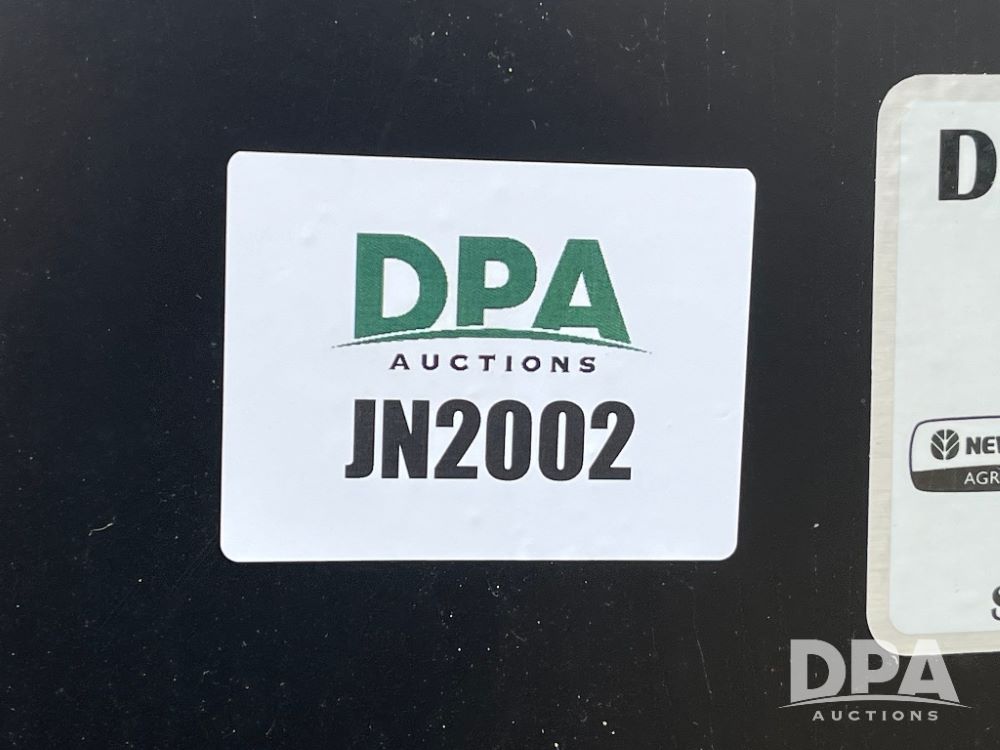 DPA
AUCTIONS
JN2002
D
NEW
AGR
DPA
AUCTIONS